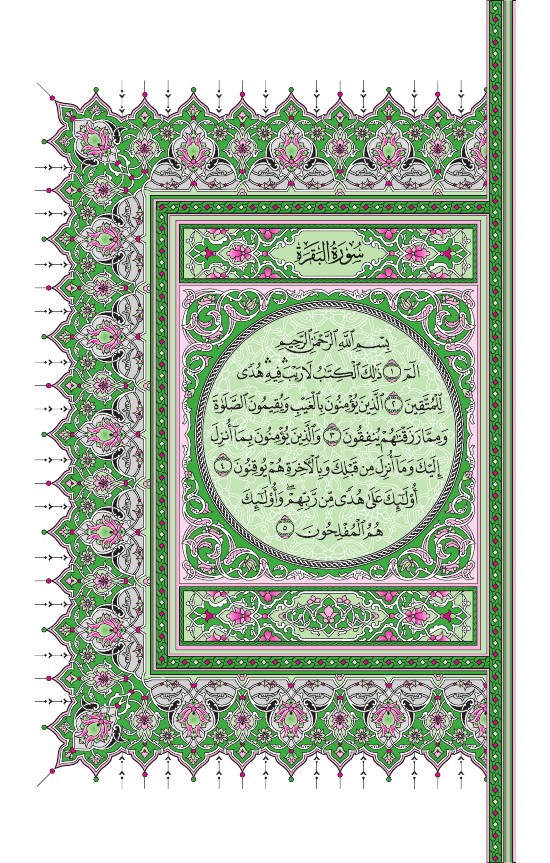 سُورَةُ البَقَرَةِ
بِسْمِ ٱللَّهِ ٱلرَّحْمَٰنِ ٱلرَّحِيمِ
الٓمٓ ١ ذَٰلِكَ ٱلْكِتَٰبُ لَا رَيْبَ ۛ فِيهِ ۛ هُدًى
لِّلْمُتَّقِينَ ٢ ٱلَّذِينَ يُؤْمِنُونَ بِٱلْغَيْبِ وَيُقِيمُونَ ٱلصَّلَوٰةَ
وَمِمَّا رَزَقْنَٰهُمْ يُنفِقُونَ ٣ وَٱلَّذِينَ يُؤْمِنُونَ بِمَآ أُنزِلَ
إِلَيْكَ وَمَآ أُنزِلَ مِن قَبْلِكَ وَبِٱلْءَاخِرَةِ هُمْ يُوقِنُونَ ٤
أُو۟لَٰٓئِكَ عَلَىٰ هُدًى مِّن رَّبِّهِمْ ۖ وَأُو۟لَٰٓئِكَ
هُمُ ٱلْمُفْلِحُونَ ٥